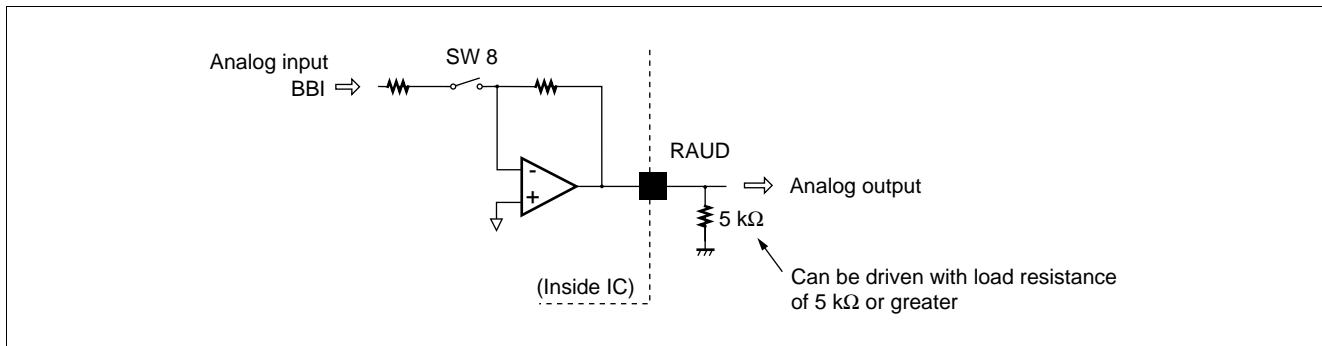 Analog input
BBI
SW 8
-
+
RAUD
Analog output
5 kΩ
(Inside IC)
Can be driven with load resistance
of 5 kΩ or greater